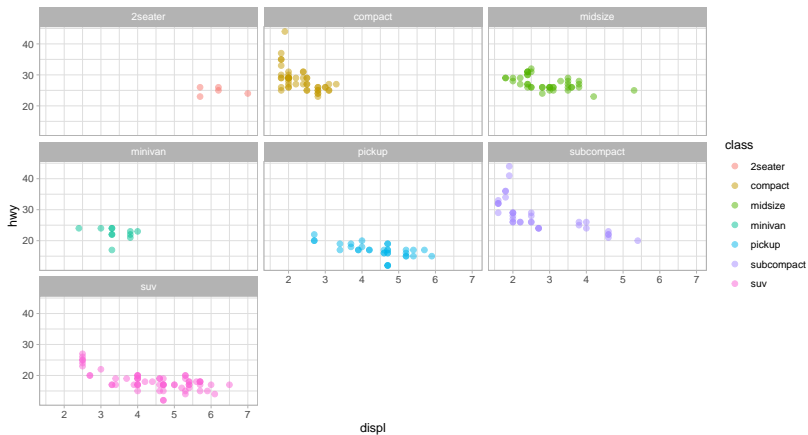 2seater compact midsize
40
30
20
minivan pickup subcompact
40
30
20
2 3 4 5 6 7 2 3 4 5 6 7
suv
40
30
20
2 3 4 5 6 7
displ
hwy
class
2seater
compact
midsize
minivan
pickup
subcompact
suv